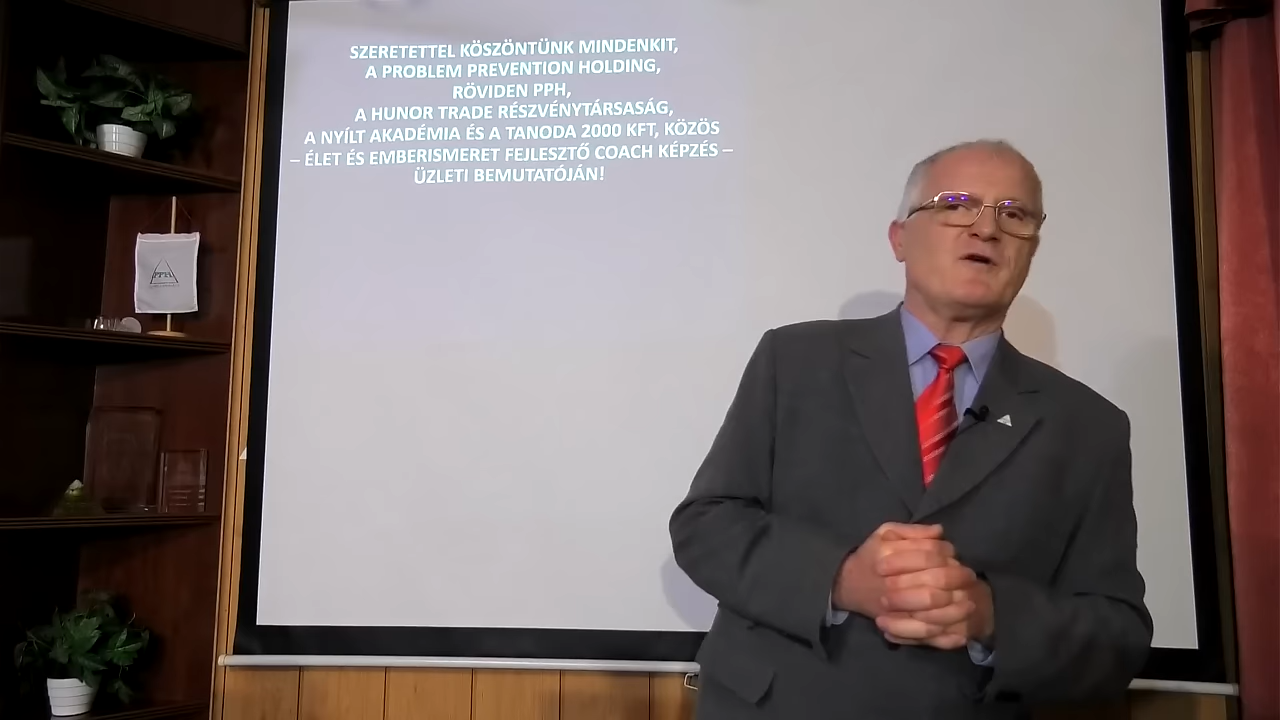 SZERETETTEL KÖSZÖNTÜNK MINDENKIT,
A PROBLEM PREVENTION HOLDING,
RÖVIDEN PPH,
A HUNOR TRADE RÉSZVÉNYTÁRSASÁG,
A NYÍLT AKADÉMIA ÉS A TANODA 2000 KFT, KÖZÖS
– ÉLET ÉS EMBERISMERET FEJLESZTŐ COACH KÉPZÉS –
ÜZLETI BEMUTATÓJÁN!